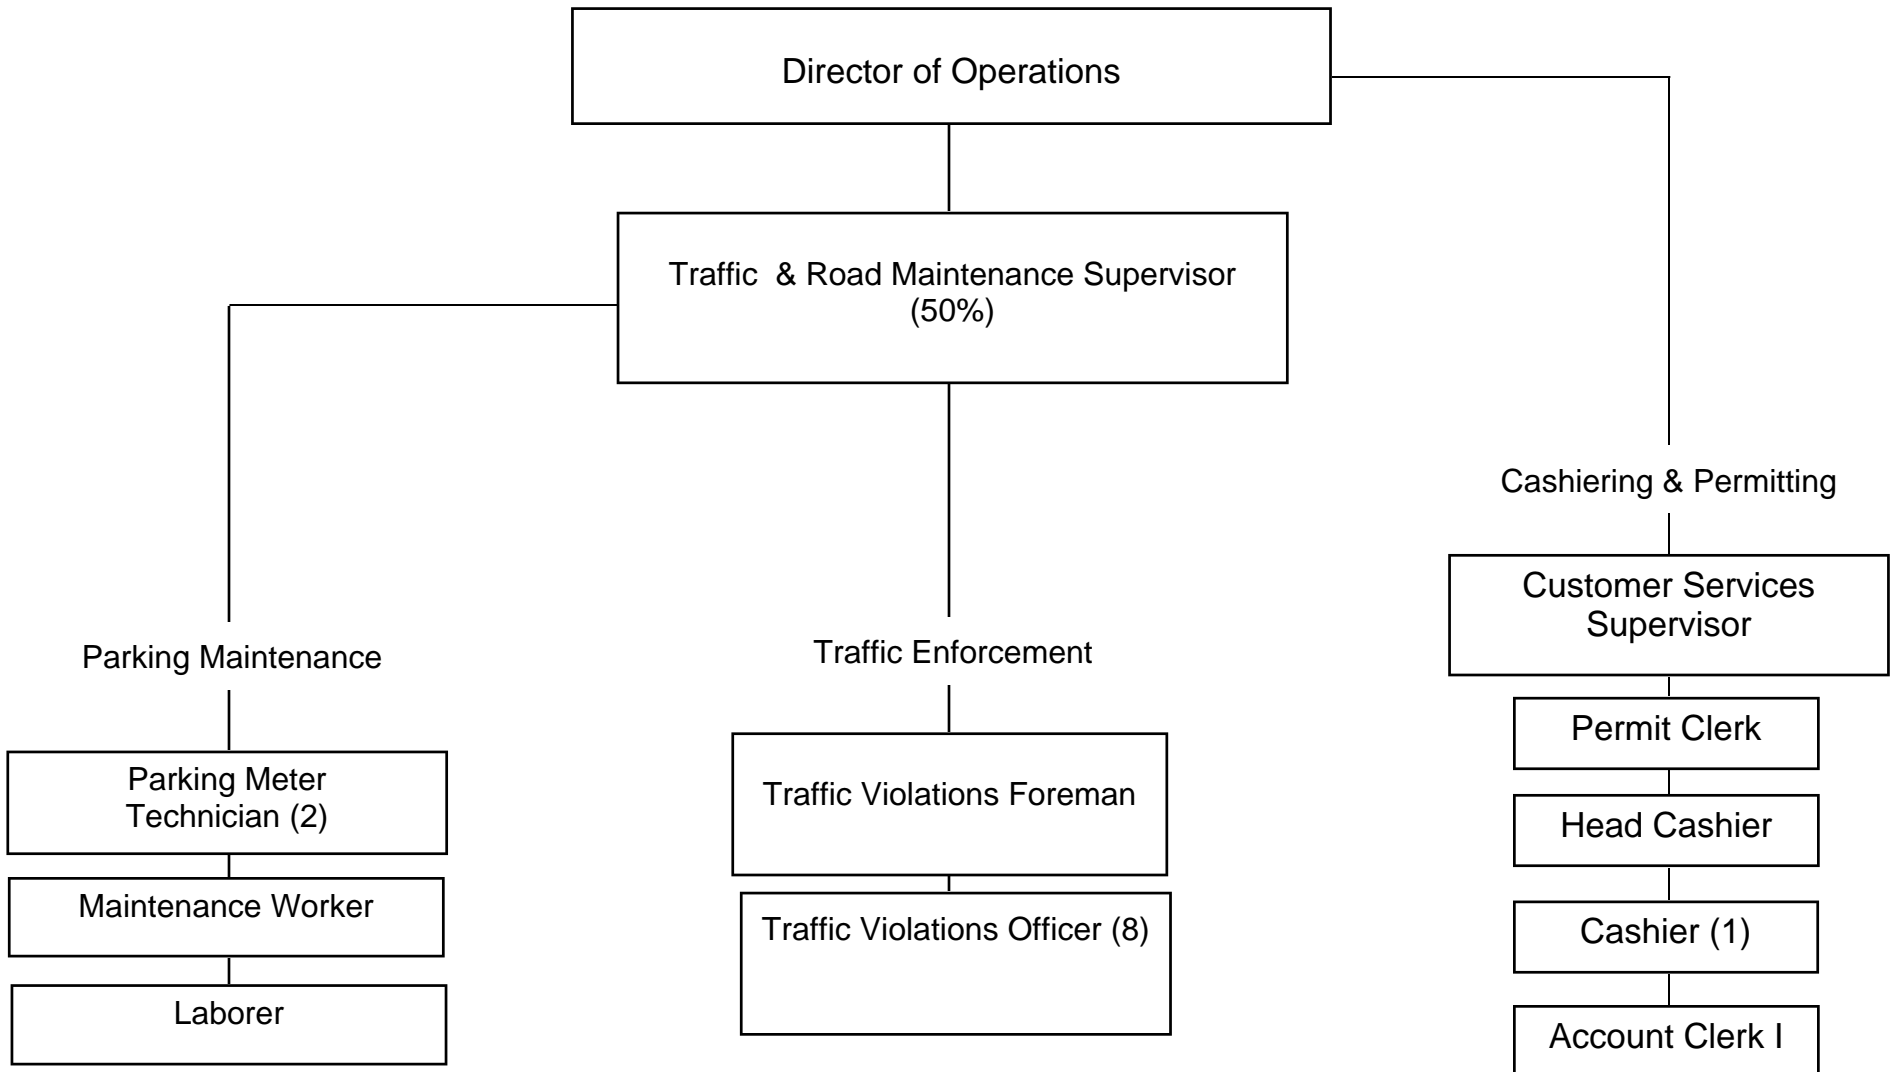 Director of Operations
Traffic & Road Maintenance Supervisor
(50%)
Cashiering & Permitting
Customer Services
Supervisor
Parking Maintenance
Traffic Enforcement
Permit Clerk
Parking Meter
Technician (2)
Traffic Violations Foreman
Head Cashier
Maintenance Worker
Traffic Violations Officer (8)
Cashier (1)
Laborer
Account Clerk I